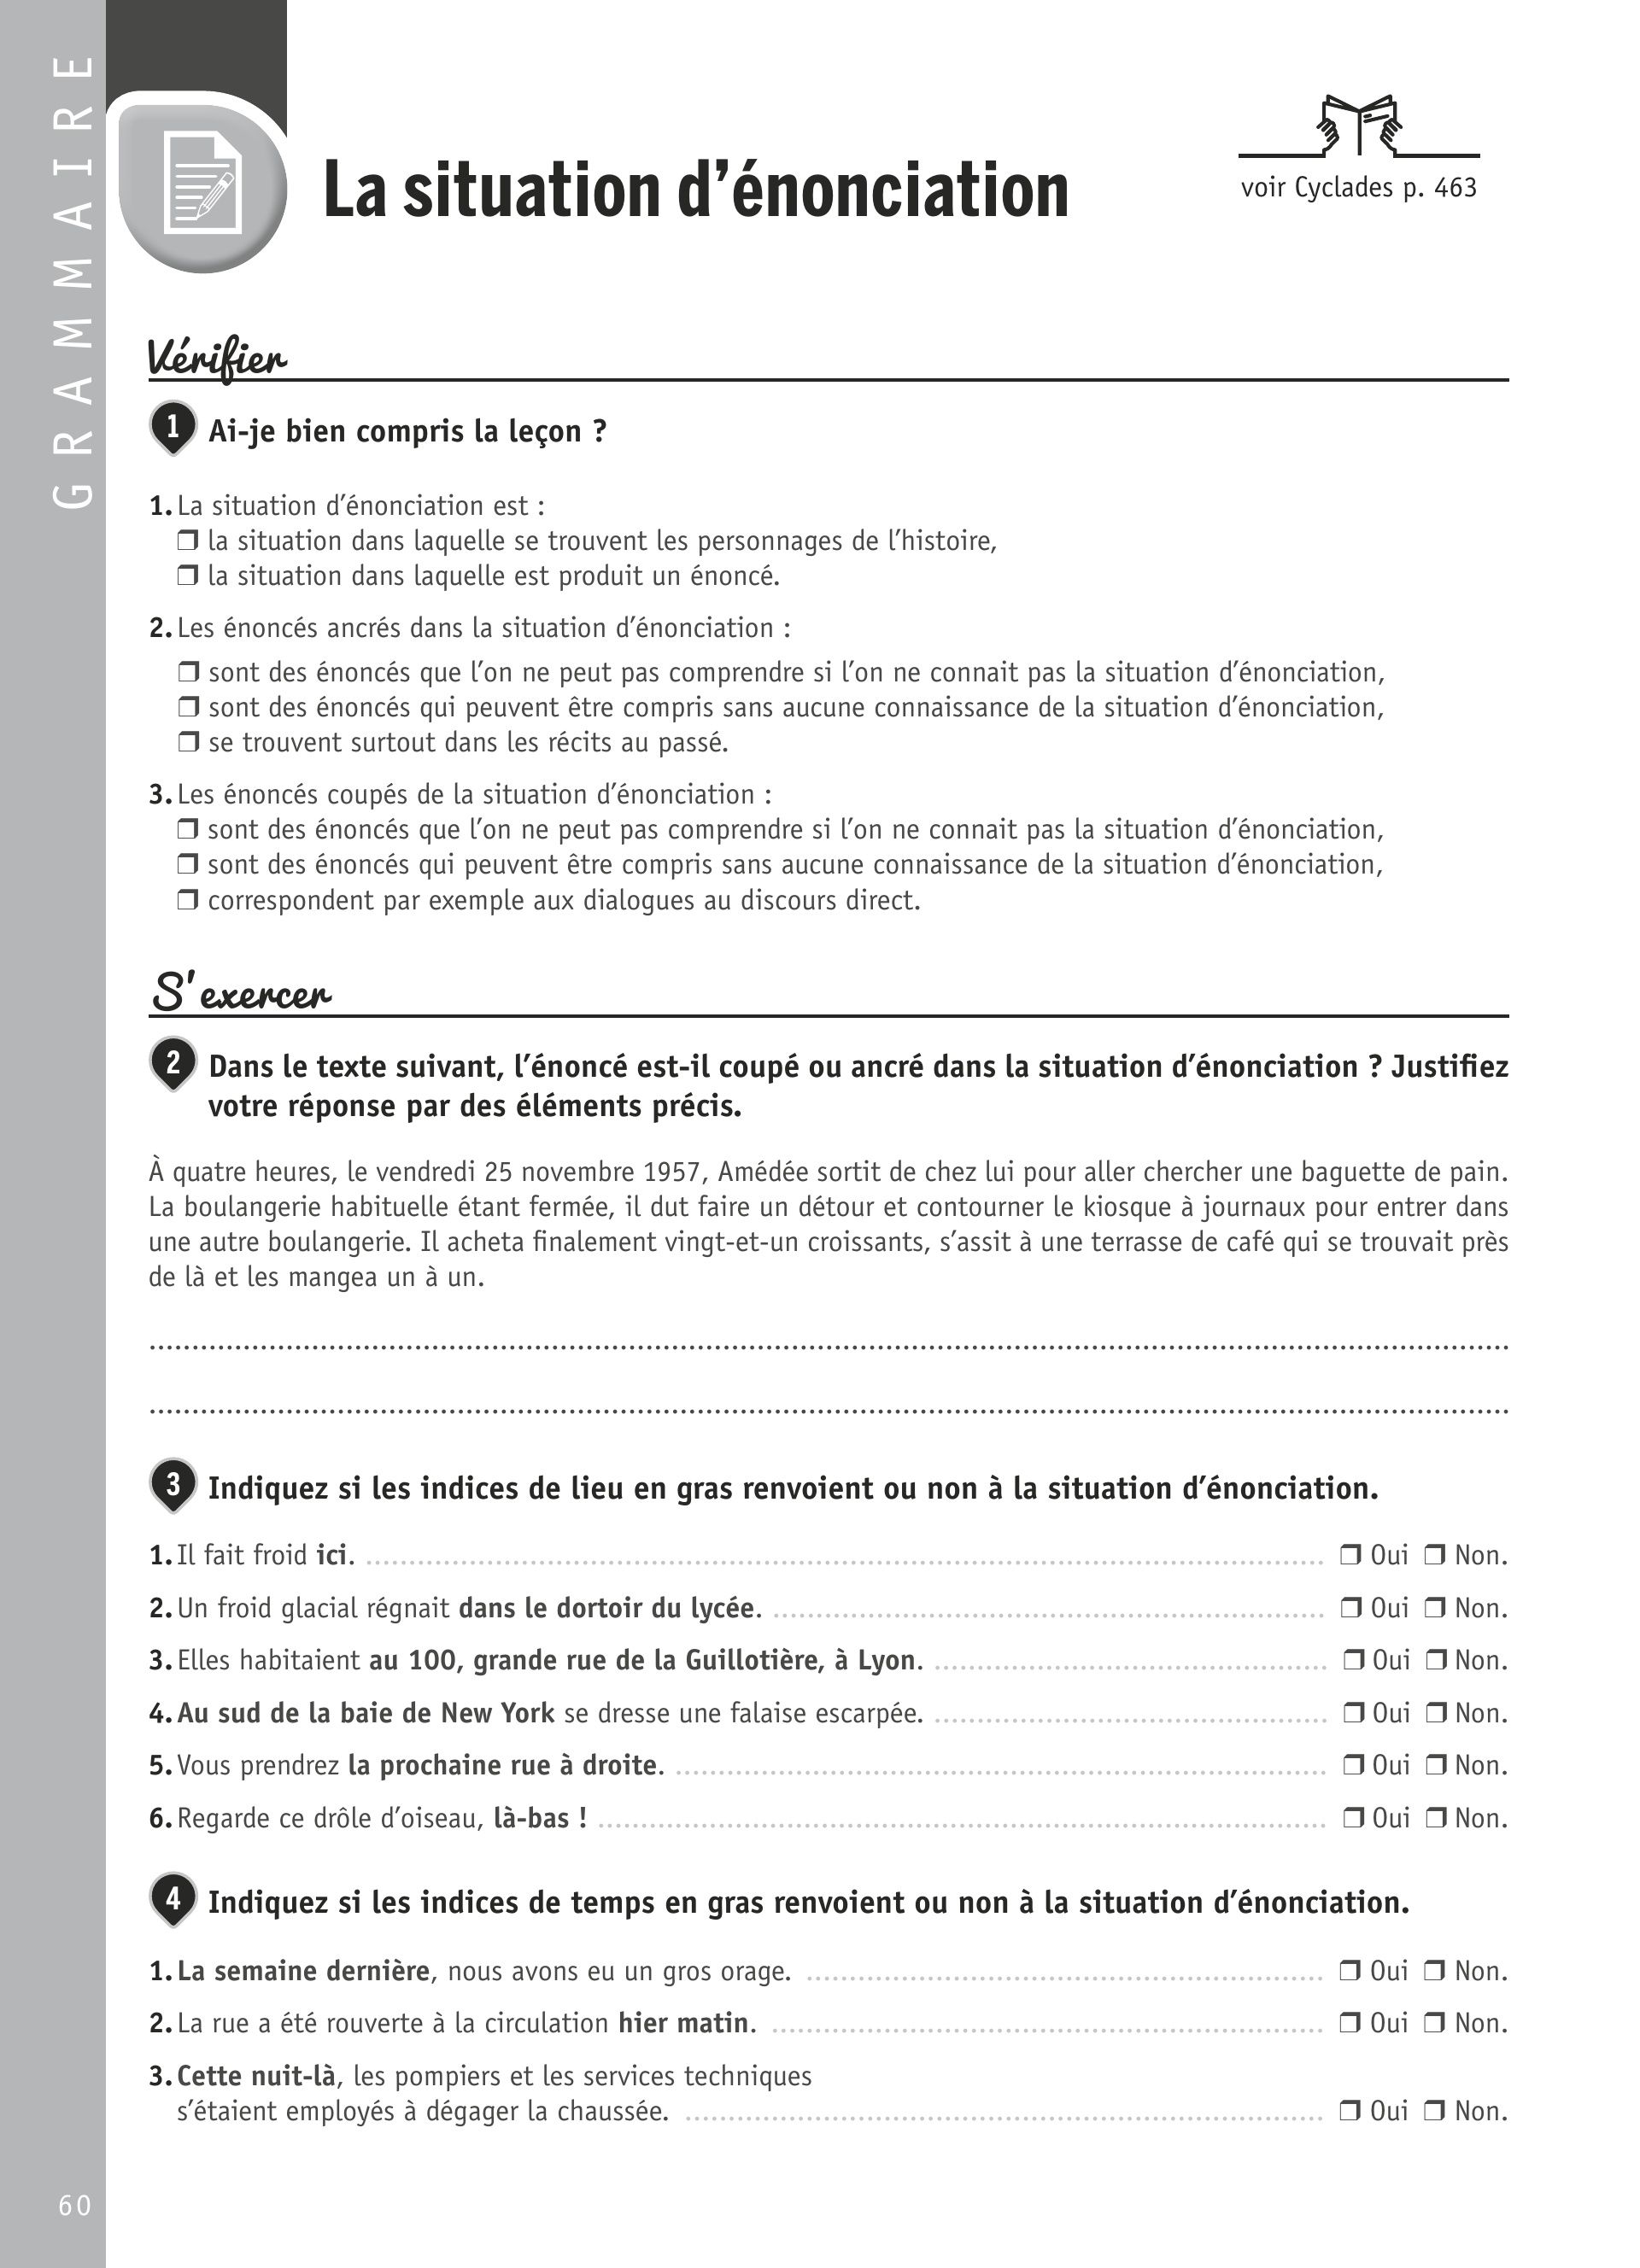 GRAMMAIRE
La situation d’énonciation
voir Cyclades p. 463
Vérifier
1 Ai-je bien compris la leçon ?
1. La situation d’énonciation est :
❒ la situation dans laquelle se trouvent les personnages de l’histoire,
❒ la situation dans laquelle est produit un énoncé.
2. Les énoncés ancrés dans la situation d’énonciation :
❒ sont des énoncés que l’on ne peut pas comprendre si l’on ne connait pas la situation d’énonciation,
❒ sont des énoncés qui peuvent être compris sans aucune connaissance de la situation d’énonciation,
❒ se trouvent surtout dans les récits au passé.
3. Les énoncés coupés de la situation d’énonciation :
❒ sont des énoncés que l’on ne peut pas comprendre si l’on ne connait pas la situation d’énonciation,
❒ sont des énoncés qui peuvent être compris sans aucune connaissance de la situation d’énonciation,
❒ correspondent par exemple aux dialogues au discours direct.
S’exercer
2 Dans le texte suivant, l’énoncé est-il coupé ou ancré dans la situation d’énonciation ? Justifiez
votre réponse par des éléments précis.
À quatre heures, le vendredi 25 novembre 1957, Amédée sortit de chez lui pour aller chercher une baguette de pain.
La boulangerie habituelle étant fermée, il dut faire un détour et contourner le kiosque à journaux pour entrer dans
une autre boulangerie. Il acheta finalement vingt-et-un croissants, s’assit à une terrasse de café qui se trouvait près
de là et les mangea un à un.
3 Indiquez si les indices de lieu en gras renvoient ou non à la situation d’énonciation.
1. Il fait froid ici. ❒ Oui ❒ Non.
2. Un froid glacial régnait dans le dortoir du lycée. ❒ Oui ❒ Non.
3. Elles habitaient au 100, grande rue de la Guillotière, à Lyon. ❒ Oui ❒ Non.
4. Au sud de la baie de New York se dresse une falaise escarpée. ❒ Oui ❒ Non.
5. Vous prendrez la prochaine rue à droite. ❒ Oui ❒ Non.
6. Regarde ce drôle d’oiseau, là-bas ! ❒ Oui ❒ Non.
4 Indiquez si les indices de temps en gras renvoient ou non à la situation d’énonciation.
1. La semaine dernière, nous avons eu un gros orage. ❒ Oui ❒ Non.
2. La rue a été rouverte à la circulation hier matin. ❒ Oui ❒ Non.
3. Cette nuit-là, les pompiers et les services techniques
s’étaient employés à dégager la chaussée. ❒ Oui ❒ Non.
60